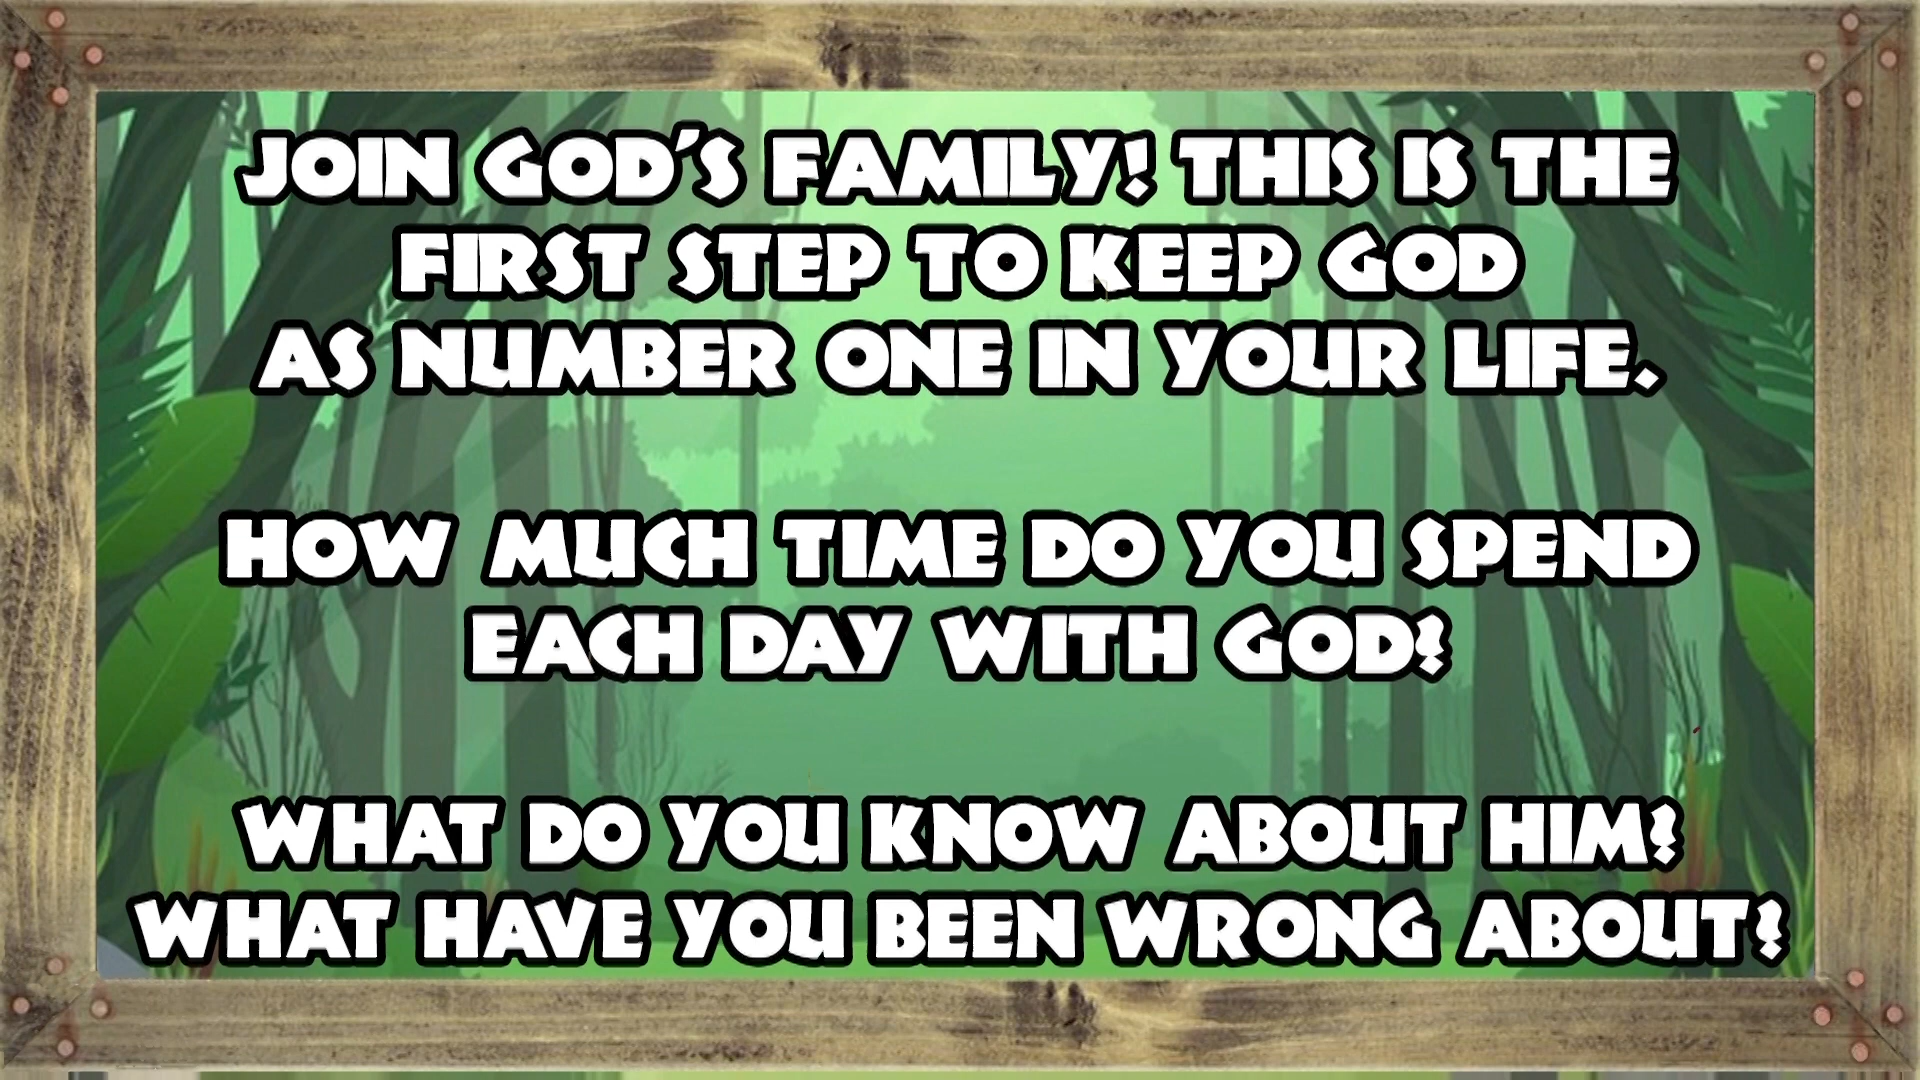 JOIN GOD'S FAMILY! THIS IS THE
FIRST STEP TO KEEP GOD
AS NUMBER ONE IN YOUR LIFE.
HOW MUCH TIME DO YOU SPEND
EACH DAY WITH GOD?
WHAT DO YOU KNOW ABOUT HIM?
WHAT HAVE YOU BEEN WRONG ABOUT?